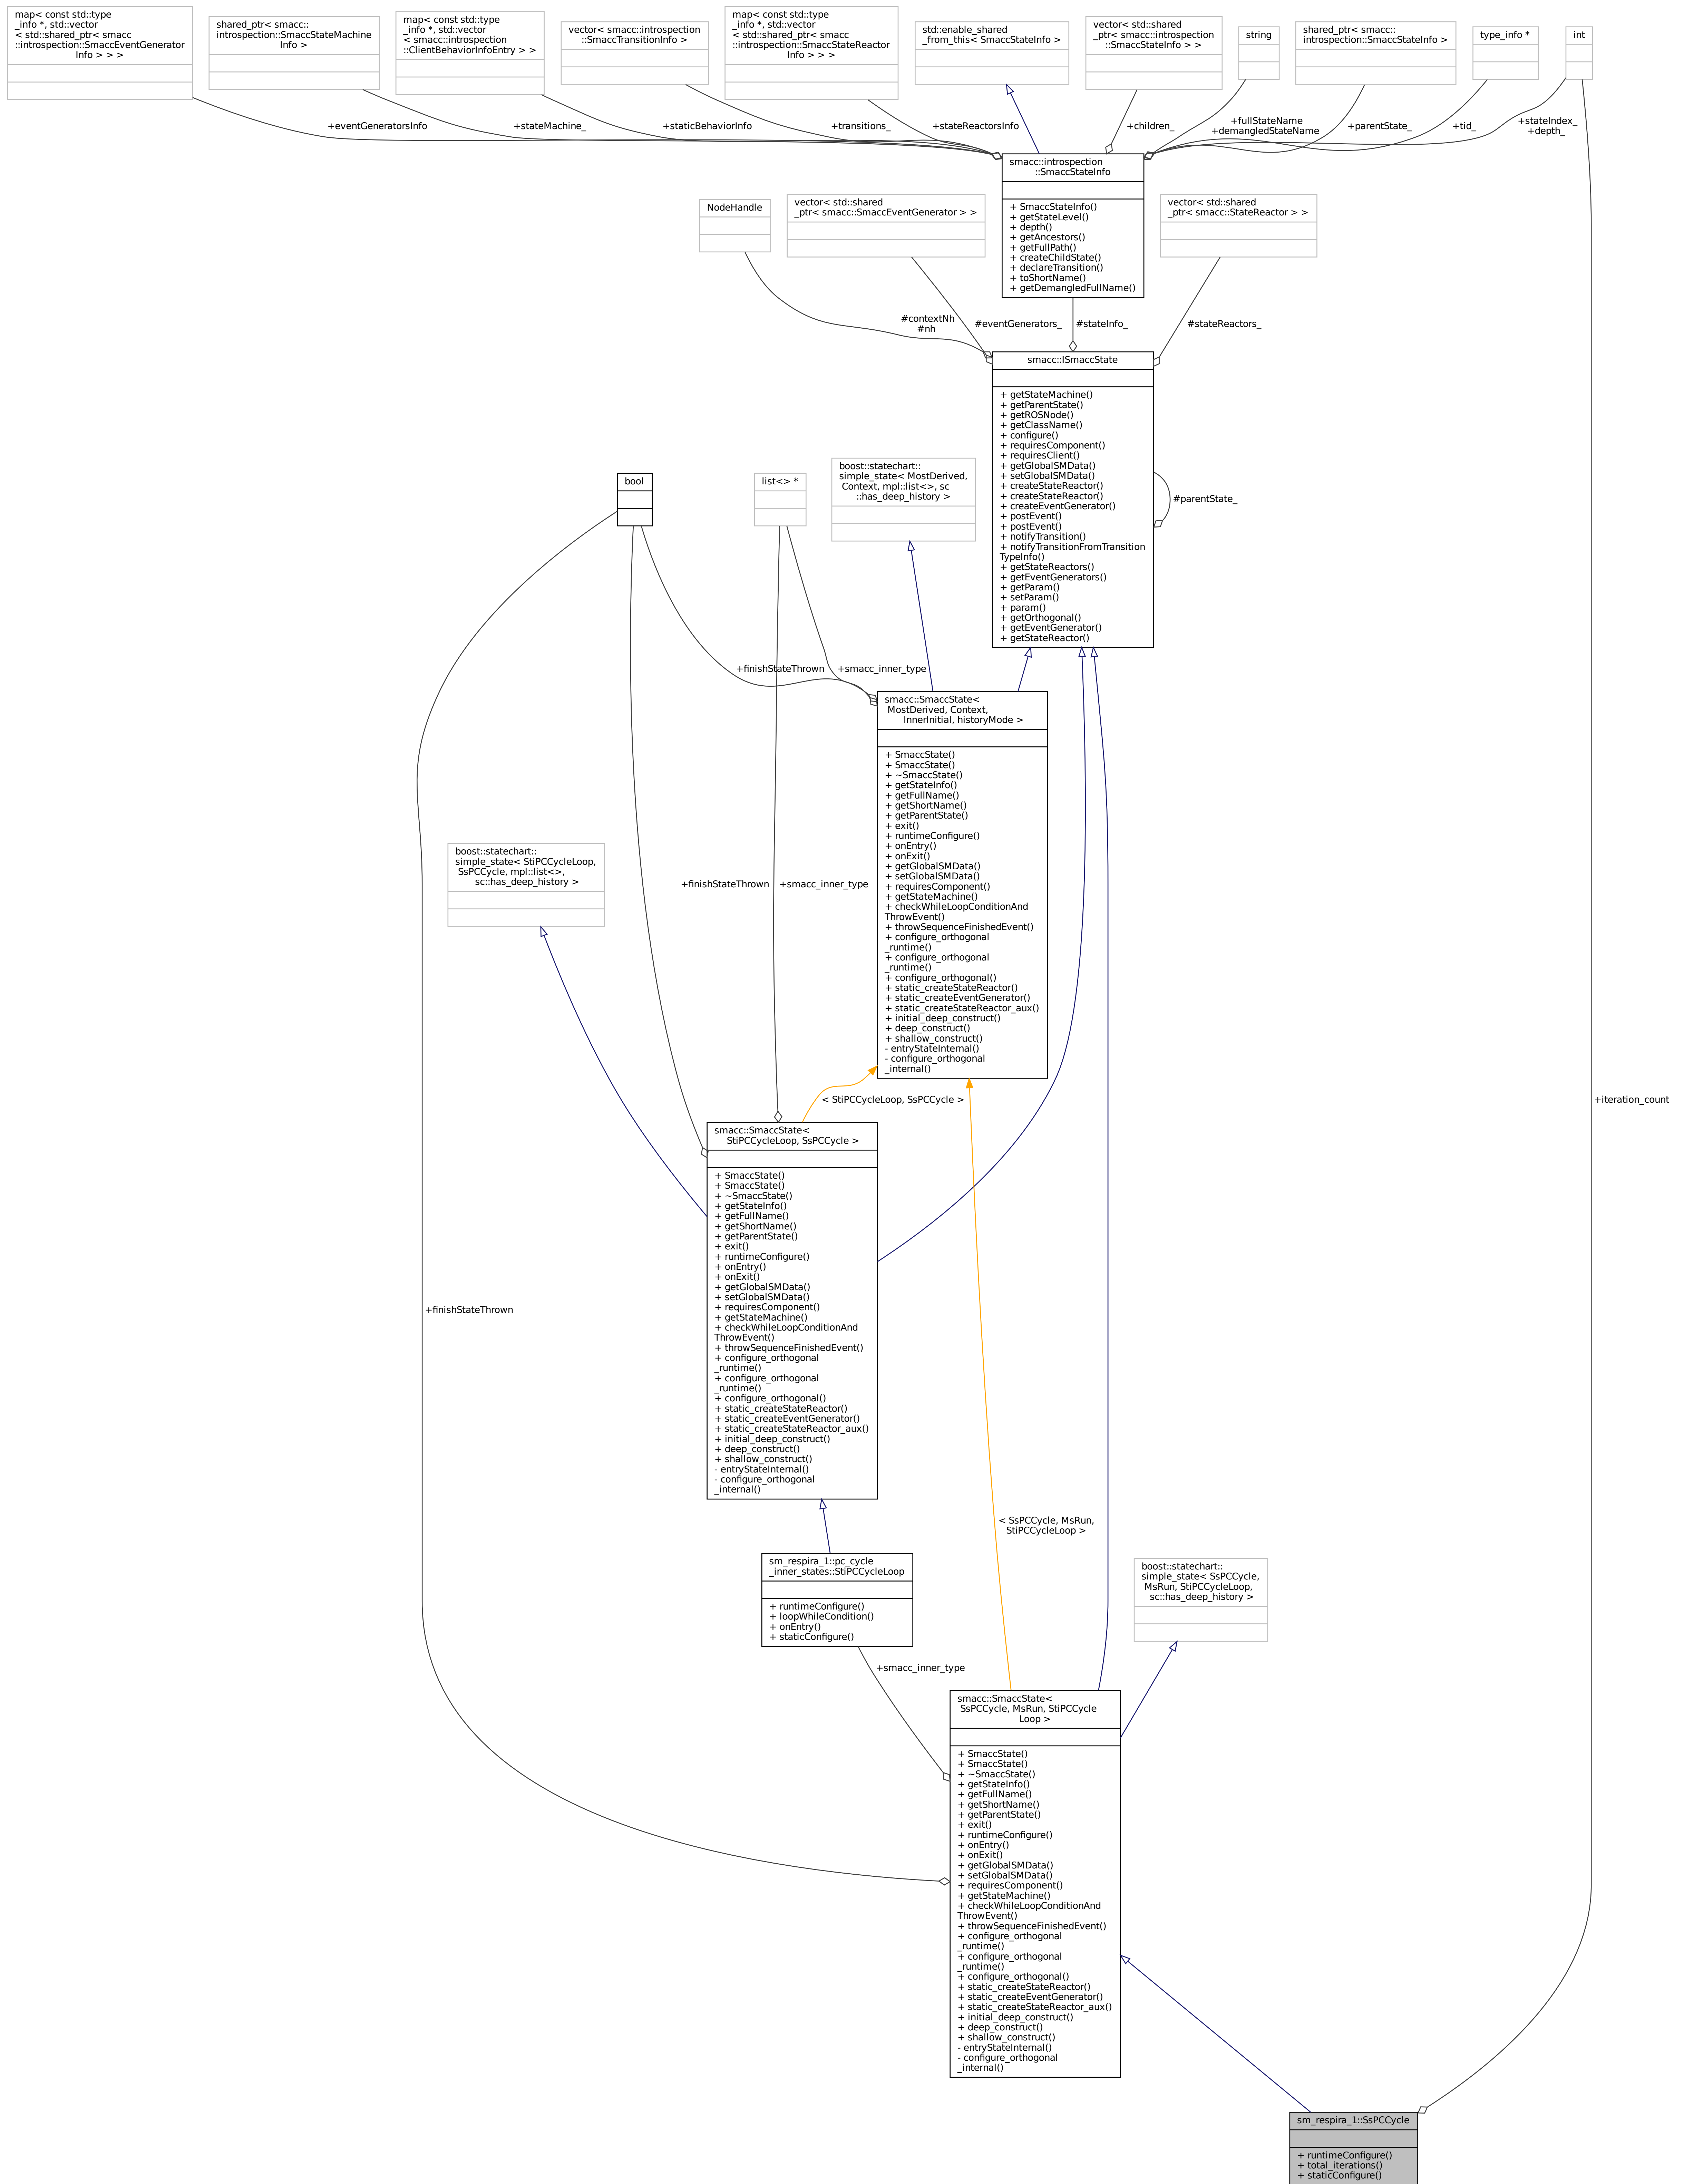 map< const std::type
_info *, std::vector
< std::shared_ptr< smacc
::introspection::SmaccEventGenerator
Info > > >
shared_ptr< smacc::
introspection::SmaccStateMachine
Info >
map< const std::type
_info *, std::vector
< smacc::introspection
::ClientBehaviorInfoEntry > >
vector< smacc::introspection
::SmaccTransitionInfo >
map< const std::type
_info *, std::vector
< std::shared_ptr< smacc
::introspection::SmaccStateReactor
Info > > >
std::enable_shared
_from_this< SmaccStateInfo >
vector< std::shared
_ptr< smacc::introspection
::SmaccStateInfo > >
string
shared_ptr< smacc::
introspection::SmaccStateInfo >
type_info *
int
+eventGeneratorsInfo
+stateMachine_
+staticBehaviorInfo
+transitions_
+stateReactorsInfo
+children_
+fullStateName
+demangledStateName
+parentState_
+tid_
+stateIndex_
+depth_
smacc::introspection
::SmaccStateInfo
+ SmaccStateInfo()
+ getStateLevel()
+ depth()
+ getAncestors()
+ getFullPath()
+ createChildState()
+ declareTransition()
+ toShortName()
+ getDemangledFullName()
NodeHandle
vector< std::shared
_ptr< smacc::SmaccEventGenerator > >
vector< std::shared
_ptr< smacc::StateReactor > >
#contextNh
#nh
#eventGenerators_
#stateInfo_
#stateReactors_
smacc::ISmaccState
+ getStateMachine()
+ getParentState()
+ getROSNode()
+ getClassName()
+ configure()
+ requiresComponent()
+ requiresClient()
+ getGlobalSMData()
+ setGlobalSMData()
+ createStateReactor()
+ createStateReactor()
+ createEventGenerator()
+ postEvent()
+ postEvent()
+ notifyTransition()
+ notifyTransitionFromTransition
TypeInfo()
+ getStateReactors()
+ getEventGenerators()
+ getParam()
+ setParam()
+ param()
+ getOrthogonal()
+ getEventGenerator()
+ getStateReactor()
#parentState_
bool
list<> *
boost::statechart::
simple_state< MostDerived,
Context, mpl::list<>, sc
::has_deep_history >
+finishStateThrown
+smacc_inner_type
smacc::SmaccState<
MostDerived, Context,
InnerInitial, historyMode >
+ SmaccState()
+ SmaccState()
+ ~SmaccState()
+ getStateInfo()
+ getFullName()
+ getShortName()
+ getParentState()
+ exit()
+ runtimeConfigure()
+ onEntry()
+ onExit()
+ getGlobalSMData()
+ setGlobalSMData()
+ requiresComponent()
+ getStateMachine()
+ checkWhileLoopConditionAnd
ThrowEvent()
+ throwSequenceFinishedEvent()
+ configure_orthogonal
_runtime()
+ configure_orthogonal
_runtime()
+ configure_orthogonal()
+ static_createStateReactor()
+ static_createEventGenerator()
+ static_createStateReactor_aux()
+ initial_deep_construct()
+ deep_construct()
+ shallow_construct()
- entryStateInternal()
- configure_orthogonal
_internal()
boost::statechart::
simple_state< StiPCCycleLoop,
SsPCCycle, mpl::list<>,
sc::has_deep_history >
+finishStateThrown
+smacc_inner_type
< StiPCCycleLoop, SsPCCycle >
+iteration_count
smacc::SmaccState<
StiPCCycleLoop, SsPCCycle >
+ SmaccState()
+ SmaccState()
+ ~SmaccState()
+ getStateInfo()
+ getFullName()
+ getShortName()
+ getParentState()
+ exit()
+ runtimeConfigure()
+ onEntry()
+ onExit()
+ getGlobalSMData()
+ setGlobalSMData()
+ requiresComponent()
+ getStateMachine()
+ checkWhileLoopConditionAnd
ThrowEvent()
+ throwSequenceFinishedEvent()
+ configure_orthogonal
_runtime()
+ configure_orthogonal
_runtime()
+ configure_orthogonal()
+ static_createStateReactor()
+ static_createEventGenerator()
+ static_createStateReactor_aux()
+ initial_deep_construct()
+ deep_construct()
+ shallow_construct()
- entryStateInternal()
- configure_orthogonal
_internal()
+finishStateThrown
< SsPCCycle, MsRun,
StiPCCycleLoop >
sm_respira_1::pc_cycle
_inner_states::StiPCCycleLoop
+ runtimeConfigure()
+ loopWhileCondition()
+ onEntry()
+ staticConfigure()
boost::statechart::
simple_state< SsPCCycle,
MsRun, StiPCCycleLoop,
sc::has_deep_history >
+smacc_inner_type
smacc::SmaccState<
SsPCCycle, MsRun, StiPCCycle
Loop >
+ SmaccState()
+ SmaccState()
+ ~SmaccState()
+ getStateInfo()
+ getFullName()
+ getShortName()
+ getParentState()
+ exit()
+ runtimeConfigure()
+ onEntry()
+ onExit()
+ getGlobalSMData()
+ setGlobalSMData()
+ requiresComponent()
+ getStateMachine()
+ checkWhileLoopConditionAnd
ThrowEvent()
+ throwSequenceFinishedEvent()
+ configure_orthogonal
_runtime()
+ configure_orthogonal
_runtime()
+ configure_orthogonal()
+ static_createStateReactor()
+ static_createEventGenerator()
+ static_createStateReactor_aux()
+ initial_deep_construct()
+ deep_construct()
+ shallow_construct()
- entryStateInternal()
- configure_orthogonal
_internal()
sm_respira_1::SsPCCycle
+ runtimeConfigure()
+ total_iterations()
+ staticConfigure()